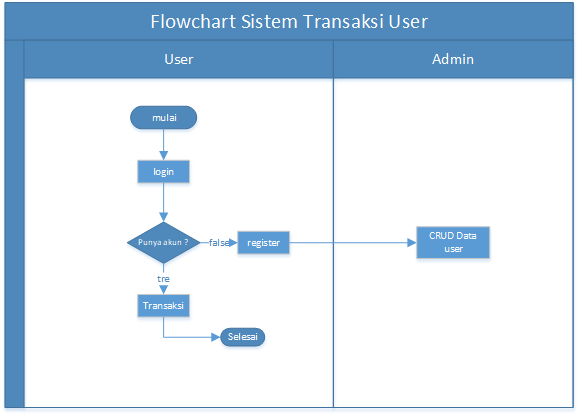 Flowchart Sistem Transaksi User
User
Admin
mulai
login
Punya akun ?
false
register
CRUD Data
user
tre
Transaksi
Selesai